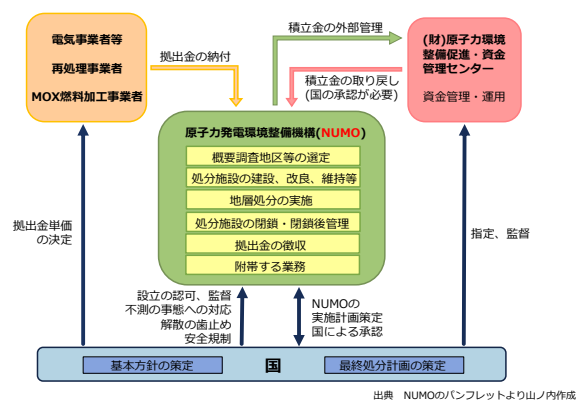 電気事業者等
再処理事業者
MOX燃料加工事業者
拠出金の納付
積立金の外部管理
積立金の取り戻し
(国の承認が必要)
(財)原子力環境
整備促進・資金
管理センター
資金管理・運用
原子力発電環境整備機構(NUMO)
概要調査地区等の選定
処分施設の建設、改良、維持等
地層処分の実施
処分施設の閉鎖・閉鎖後管理
拠出金の徴収
附帯する業務
拠出金単価
の決定
指定、監督
設立の認可、監督
不測の事態への対応
解散の歯止め
安全規制
NUMOの
実施計画策定
国による承認
基本方針の策定
国
最終処分計画の策定
出典　NUMOのパンフレットより山ノ内作成